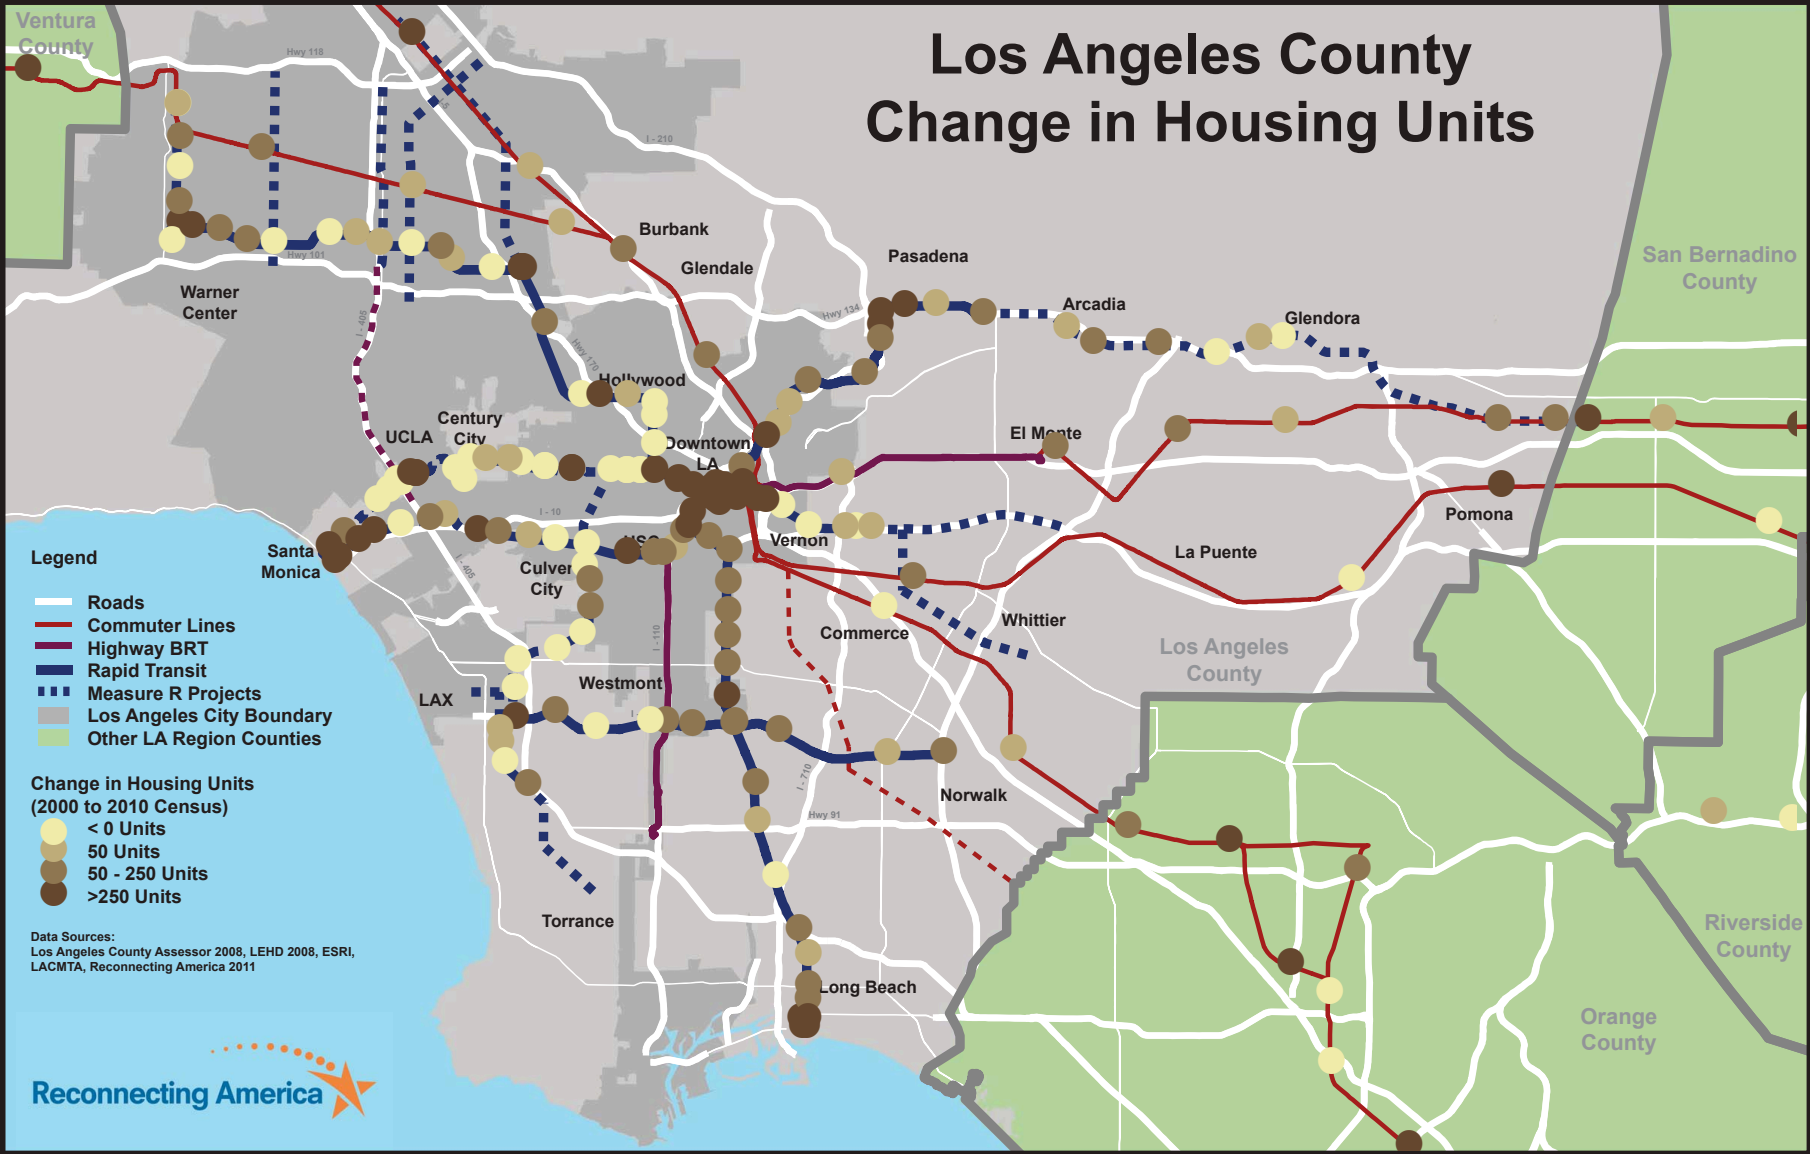 Los Angeles County
Change in Housing Units
Ventura
County
Hwy 118
I-5
I - 210
Burbank
Glendale
Pasadena
Arcadia
Glendora
San Bernadino
County
Hwy 101
Warner
Center
I - 405
Hwy 134
Hwy 170
Hollywood
Century
City
UCLA
Downtown
LA
El Monte
Pomona
I - 10
Santa
Monica
USC
Vernon
La Puente
Culver
City
I - 405
Commerce
Whittier
I - 110
Los Angeles
County
Westmont
LAX
I - 710
Norwalk
Hwy 91
Torrance
Long Beach
Riverside
County
Orange
County
Legend
Roads
Commuter Lines
Highway BRT
Rapid Transit
Measure R Projects
Los Angeles City Boundary
Other LA Region Counties
Change in Housing Units
(2000 to 2010 Census)
< 0 Units
50 Units
50 - 250 Units
>250 Units
Data Sources:
Los Angeles County Assessor 2008, LEHD 2008, ESRI,
LACMTA, Reconnecting America 2011
Reconnecting America